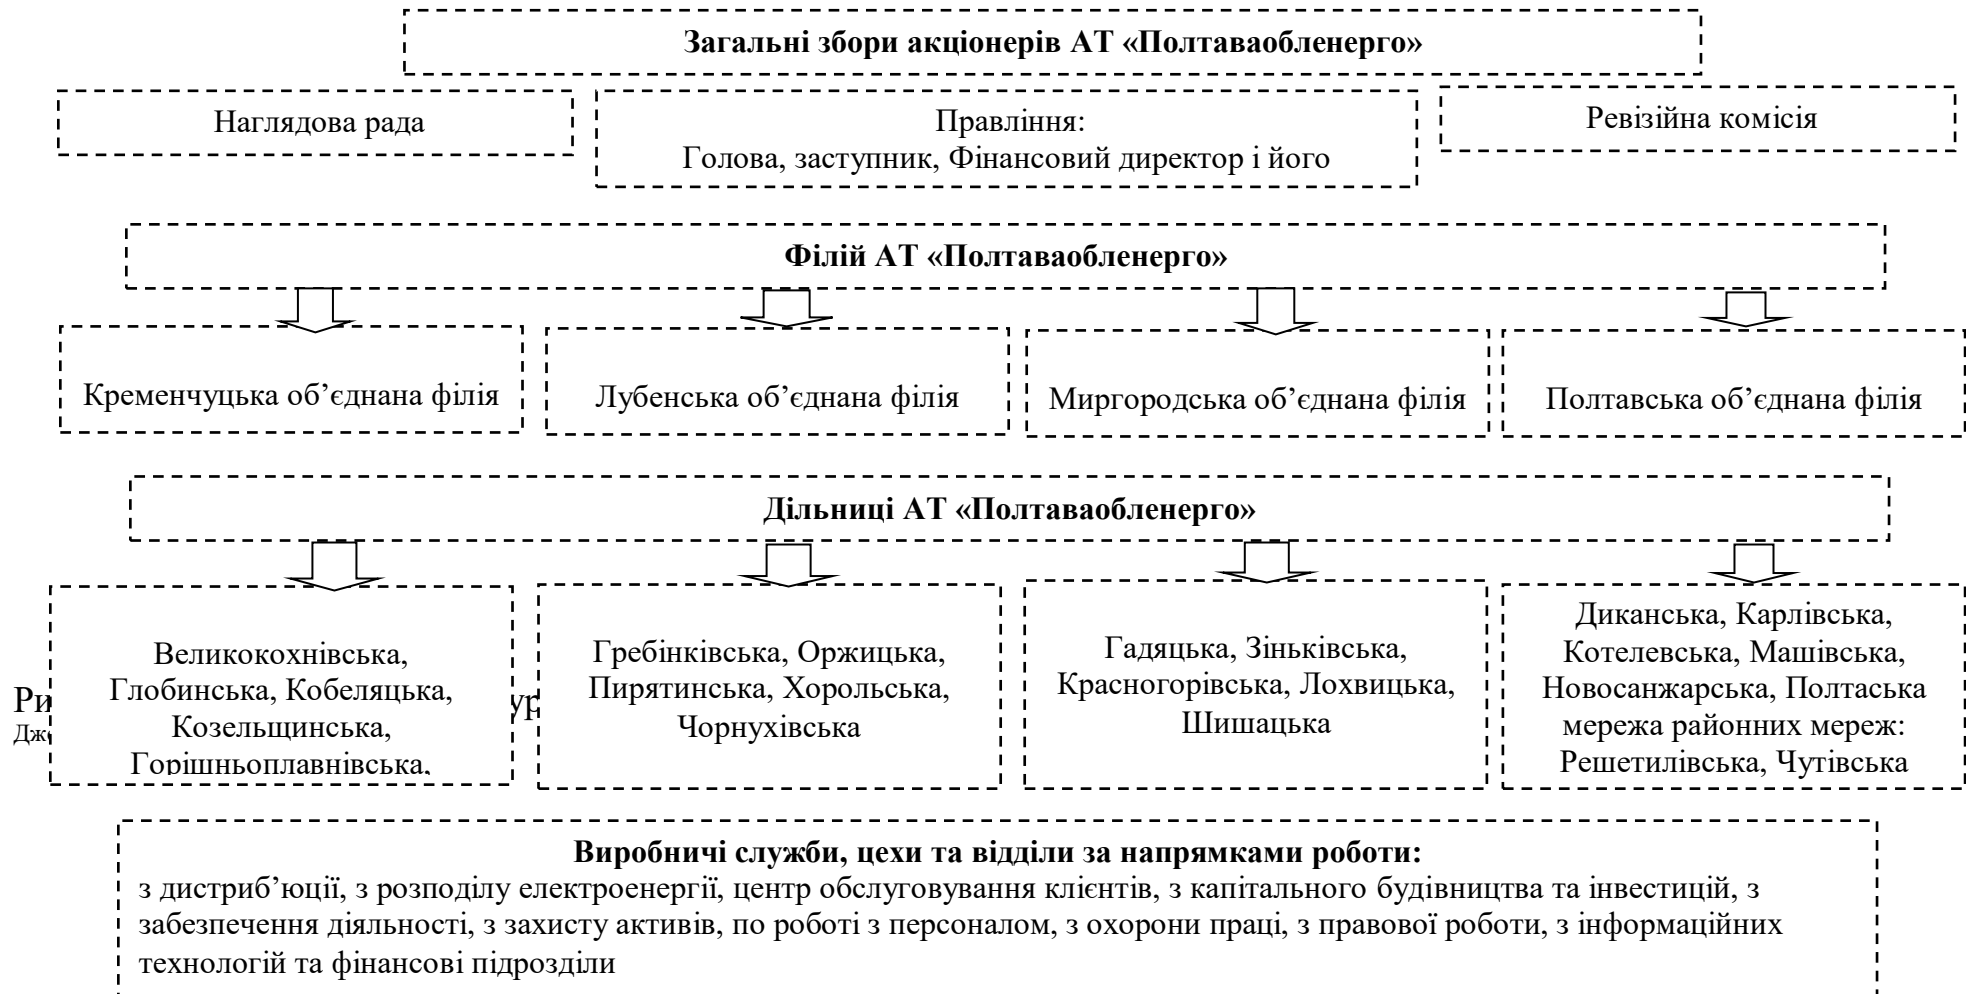 Загальні збори акціонерів АТ «Полтаваобленерго»
Наглядова рада
Правління:
Голова, заступник, Фінансовий директор і його
Ревізійна комісія
Філій АТ «Полтаваобленерго»
Кременчуцька об’єднана філія
Лубенська об’єднана філія
Миргородська об’єднана філія
Полтавська об’єднана філія
Дільниці АТ «Полтаваобленерго»
Великокохнівська,
Глобинська, Кобеляцька,
Козельщинська,
Горішньоплавнівська,
Гребінківська, Оржицька,
Пирятинська, Хорольська,
Чорнухівська
Гадяцька, Зіньківська,
Красногорівська, Лохвицька,
Шишацька
Диканська, Карлівська,
Котелевська, Машівська,
Новосанжарська, Полтаська
мережа районних мереж:
Решетилівська, Чутівська
Виробничі служби, цехи та відділи за напрямками роботи:
з дистриб’юції, з розподілу електроенергії, центр обслуговування клієнтів, з капітального будівництва та інвестицій, з
забезпечення діяльності, з захисту активів, по роботі з персоналом, з охорони праці, з правової роботи, з інформаційних
технологій та фінансові підрозділи